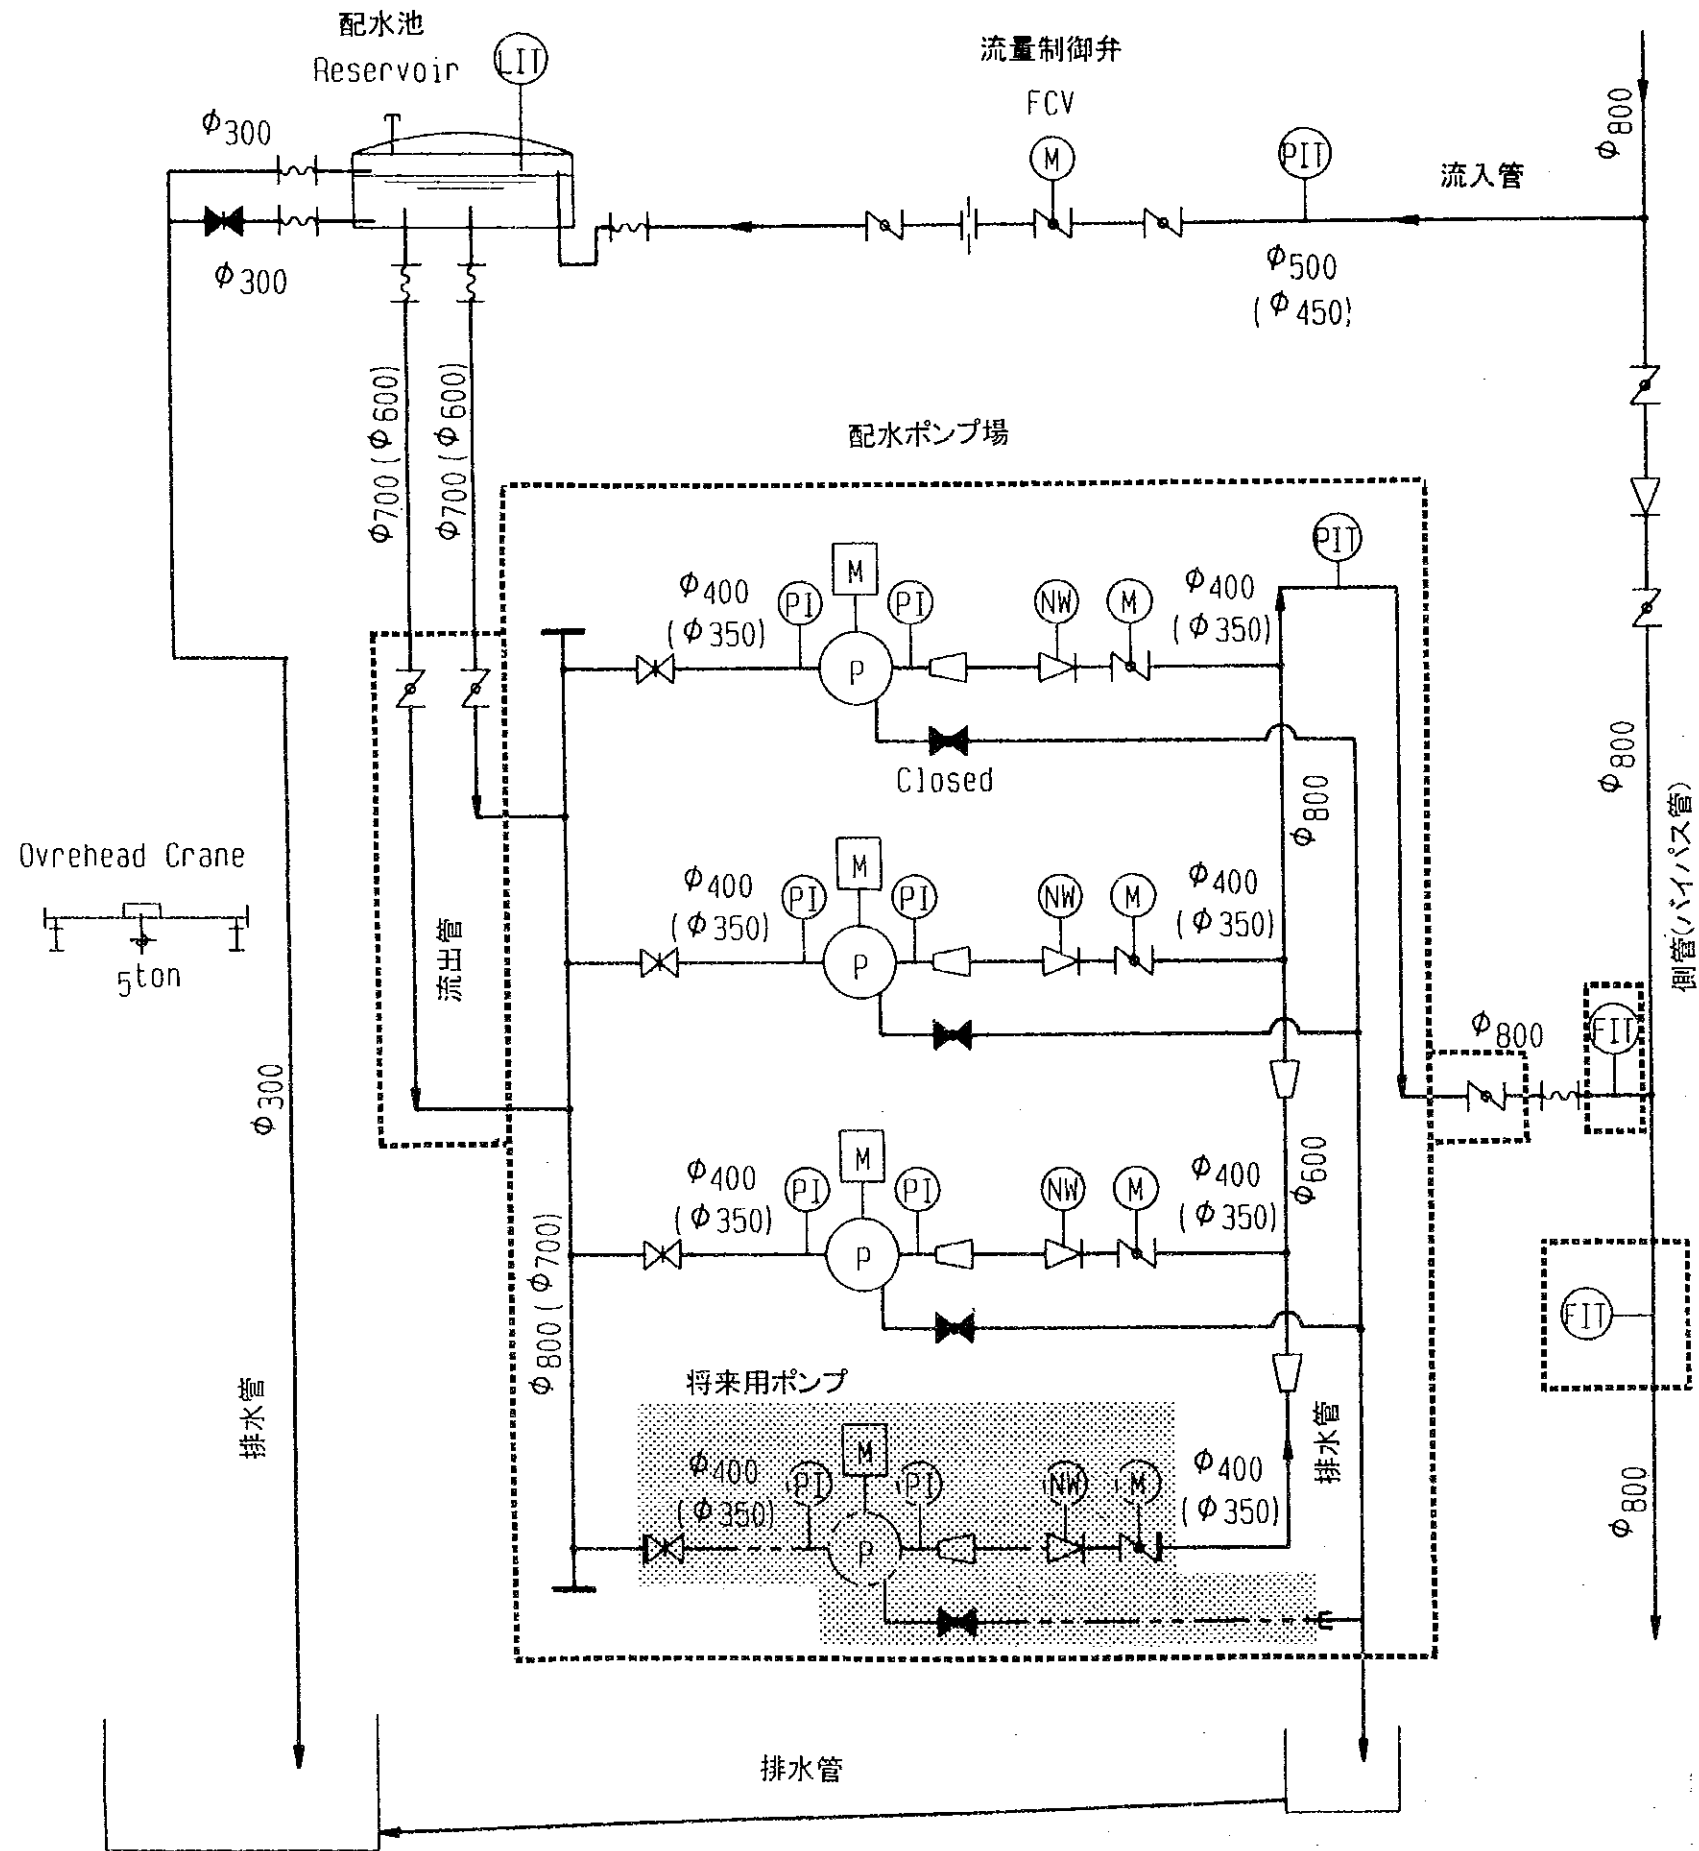 配水池
Reservoir
LIT
流量制御弁
FCV
M
PIT
流入管
Φ800
Φ300
Φ300
Φ500
(Φ450)
Φ700(Φ600)
Φ700(Φ600)
配水ポンプ場
PIT
Φ400
(Φ350)
PI
M
P
PI
NW
M
Φ400
(Φ350)
Closed
Φ800
Φ800
側管(バイパス管)
Ovrehead Crane
5ton
流出管
Φ400
(Φ350)
PI
M
P
PI
NW
M
Φ400
(Φ350)
Φ800
FIT
Φ300
Φ600
Φ400
(Φ350)
PI
M
P
PI
NW
M
Φ400
(Φ350)
Φ800(Φ700)
FIT
将来用ポンプ
排水管
Φ400
(Φ350)
PI
M
P
PI
NW
M
Φ400
(Φ350)
排水管
Φ800
排水管